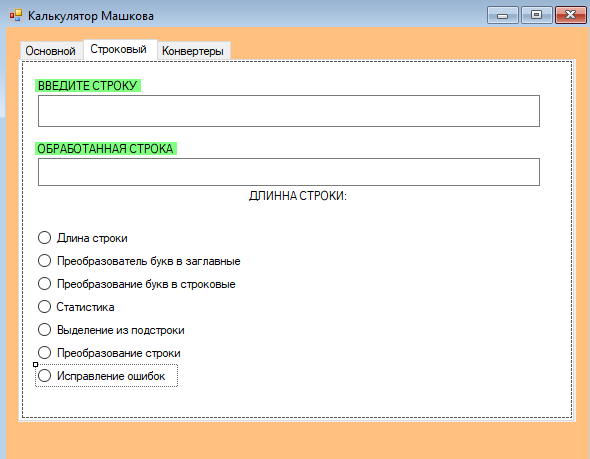 Калькулятор Машкова
Основной Строковый Конвертеры
ВВЕДИТЕ СТРОКУ
ОБРАБОТАННАЯ СТРОКА
ДЛИННА СТРОКИ:
Длина строки
Преобразователь букв в заглавные
Преобразование букв в строковые
Статистика
Выделение из подстроки
Преобразование строки
Исправление ошибок